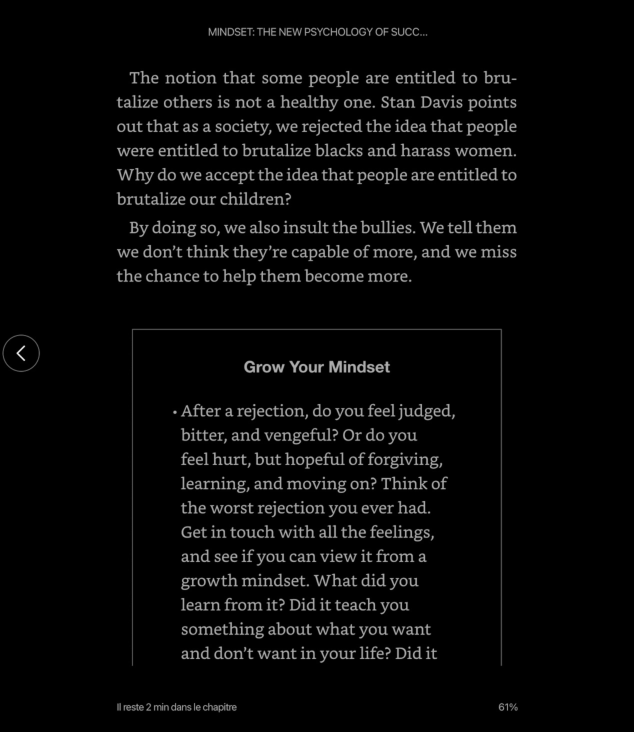 MINDSET: THE NEW PSYCHOLOGY OF SUCC...
The notion that some people are entitled to bru-
talize others is not a healthy one. Stan Davis points
out that as a society, we rejected the idea that people
were entitled to brutalize blacks and harass women.
Why do we accept the idea that people are entitled to
brutalize our children?
By doing so, we also insult the bullies. We tell them
we don't think they're capable of more, and we miss
the chance to help them become more.
Grow Your Mindset
• After a rejection, do you feel judged,
bitter, and vengeful? Or do you
feel hurt, but hopeful of forgiving,
learning, and moving on? Think of
the worst rejection you ever had.
Get in touch with all the feelings,
and see if you can view it from a
growth mindset. What did you
learn from it? Did it teach you
something about what you want
and don't want in your life? Did it
Il reste 2 min dans le chapitre
61%